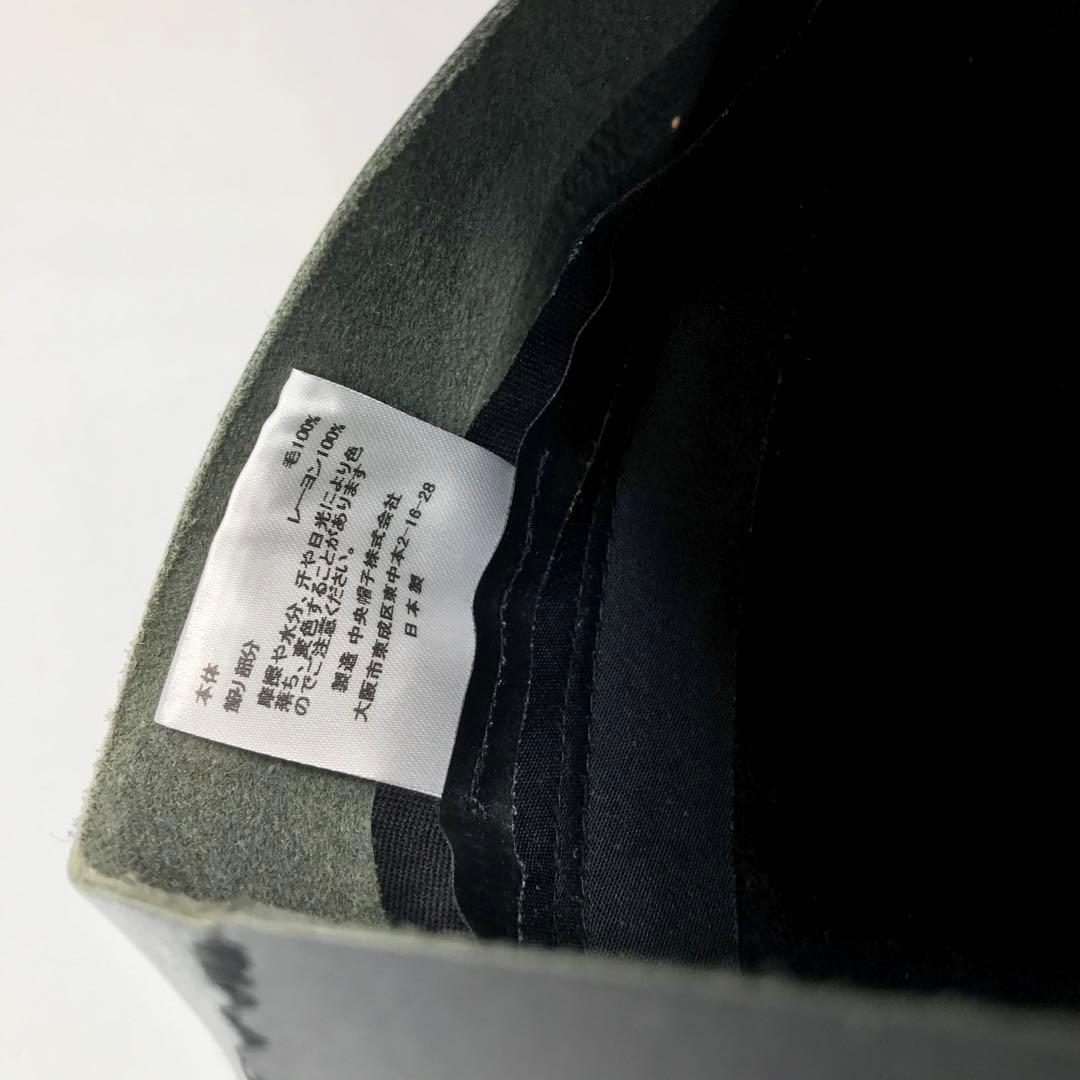 本体 毛100%
飾り部分 レーヨン100%
摩擦や水分、汗や日光により色
落ち、変色することがあります
のでご注意ください。
製造 中央帽子株式会社
大阪市東成区東中本2-16-28
日本製